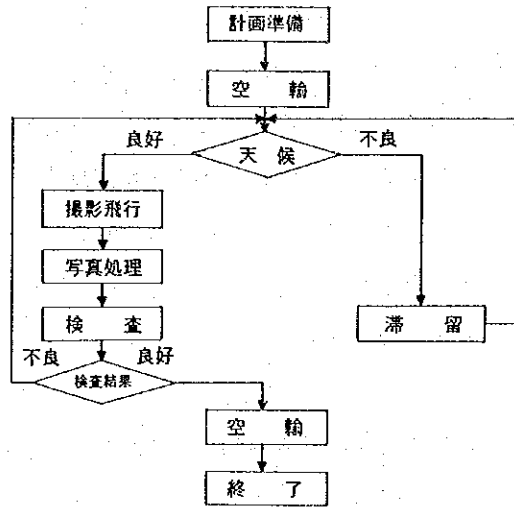 計画準備
空 輸
良好
天 候
不良
撮影飛行
写真処理
検 査
滞 留
不良
良好
検査結果
空 輸
終 了